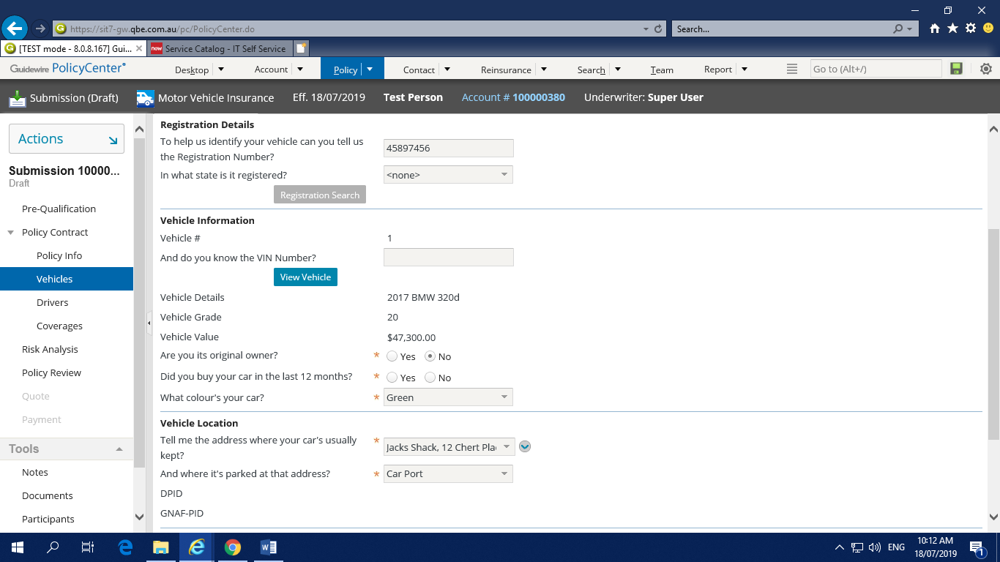 https://sit7-gw.qbe.com.au/pc/PolicyCenter.do
Search...
[TEST mode - 8.0.8.167] Gui...
now Service Catalog - IT Self Service
Guidewire PolicyCenter
Desktop
Account
Policy
Contact
Reinsurance
Search
Team
Report
Go to (Alt+/)
Submission (Draft)
Motor Vehicle Insurance
Eff. 18/07/2019
Test Person
Account # 100000380
Underwriter: Super User
Actions
Submission 10000...
Draft
Pre-Qualification
Policy Contract
Policy Info
Vehicles
Drivers
Coverages
Risk Analysis
Policy Review
Quote
Payment
Tools
Notes
Documents
Participants
Registration Details
To help us identify your vehicle can you tell us
the Registration Number?
45897456
In what state is it registered?
<none>
Registration Search
Vehicle Information
Vehicle # 1
And do you know the VIN Number?
View Vehicle
Vehicle Details 2017 BMW 320d
Vehicle Grade 20
Vehicle Value $47,300.00
Are you its original owner? * Yes No
Did you buy your car in the last 12 months? * Yes No
What colour's your car? * Green
Vehicle Location
Tell me the address where your car's usually
kept?
* Jacks Shack, 12 Chert Pla
And where it's parked at that address? * Car Port
DPID
GNAF-PID
ENG
10:12 AM
18/07/2019
1